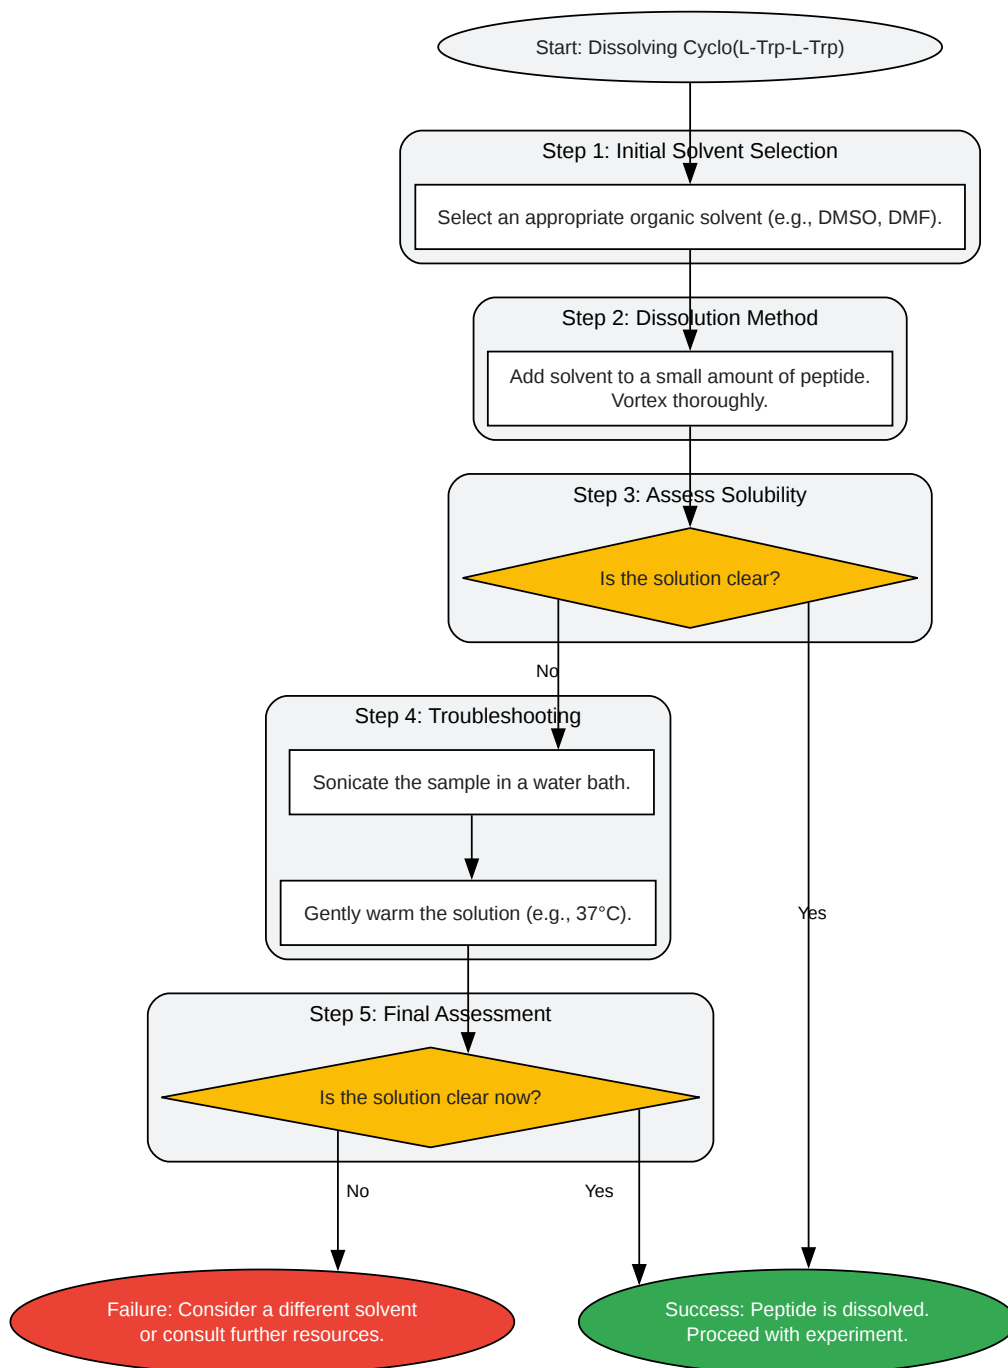 Start: Dissolving Cyclo(L-Trp-L-Trp)
Step 1: Initial Solvent Selection
Select an appropriate organic solvent (e.g., DMSO, DMF).
Step 2: Dissolution Method
Add solvent to a small amount of peptide.
Vortex thoroughly.
Step 3: Assess Solubility
Is the solution clear?
No
Step 4: Troubleshooting
Sonicate the sample in a water bath.
Gently warm the solution (e.g., 37°C).
Yes
Step 5: Final Assessment
Is the solution clear now?
No
Yes
Failure: Consider a different solvent
or consult further resources.
Success: Peptide is dissolved.
Proceed with experiment.